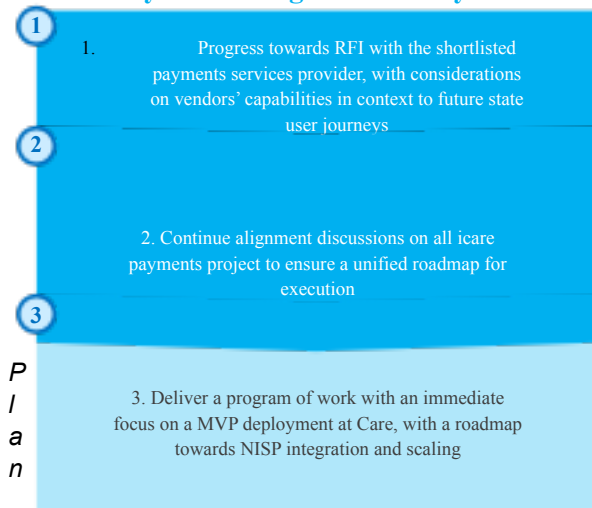 1
1. Progress towards RFI with the shortlisted
payments services provider, with considerations
on vendors' capabilities in context to future state
user journeys
2
2. Continue alignment discussions on all icare
payments project to ensure a unified roadmap for
execution
3
3. Deliver a program of work with an immediate
focus on a MVP deployment at Care, with a roadmap
towards NISP integration and scaling
P
l
a
n